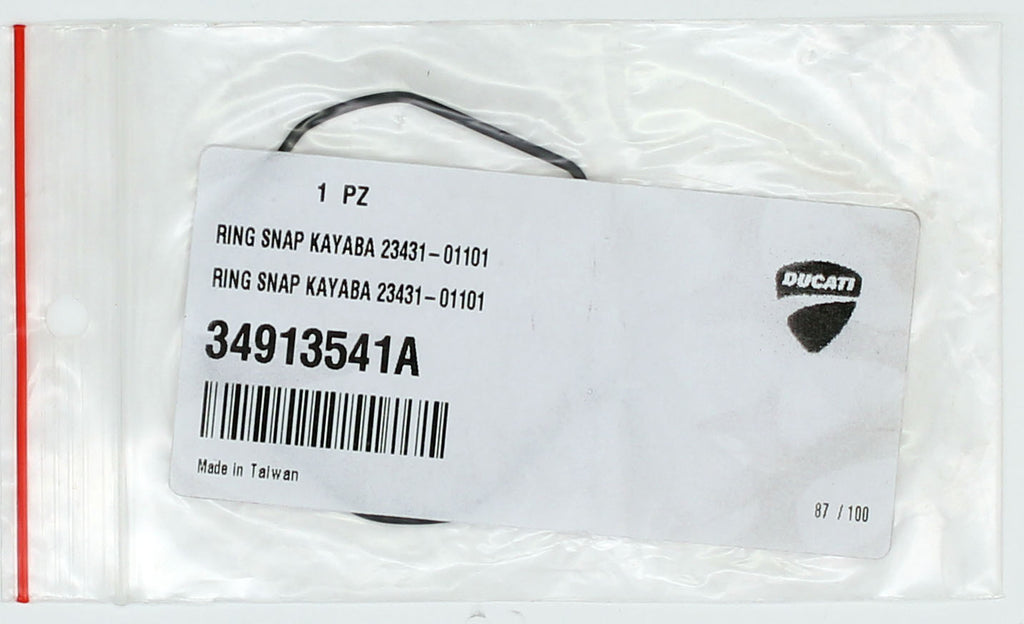 1 PZ
RING SNAP KAYABA 23431-01101
RING SNAP KAYABA 23431-01101
34913541A
Made in Taiwan
DUCATI
87 / 100